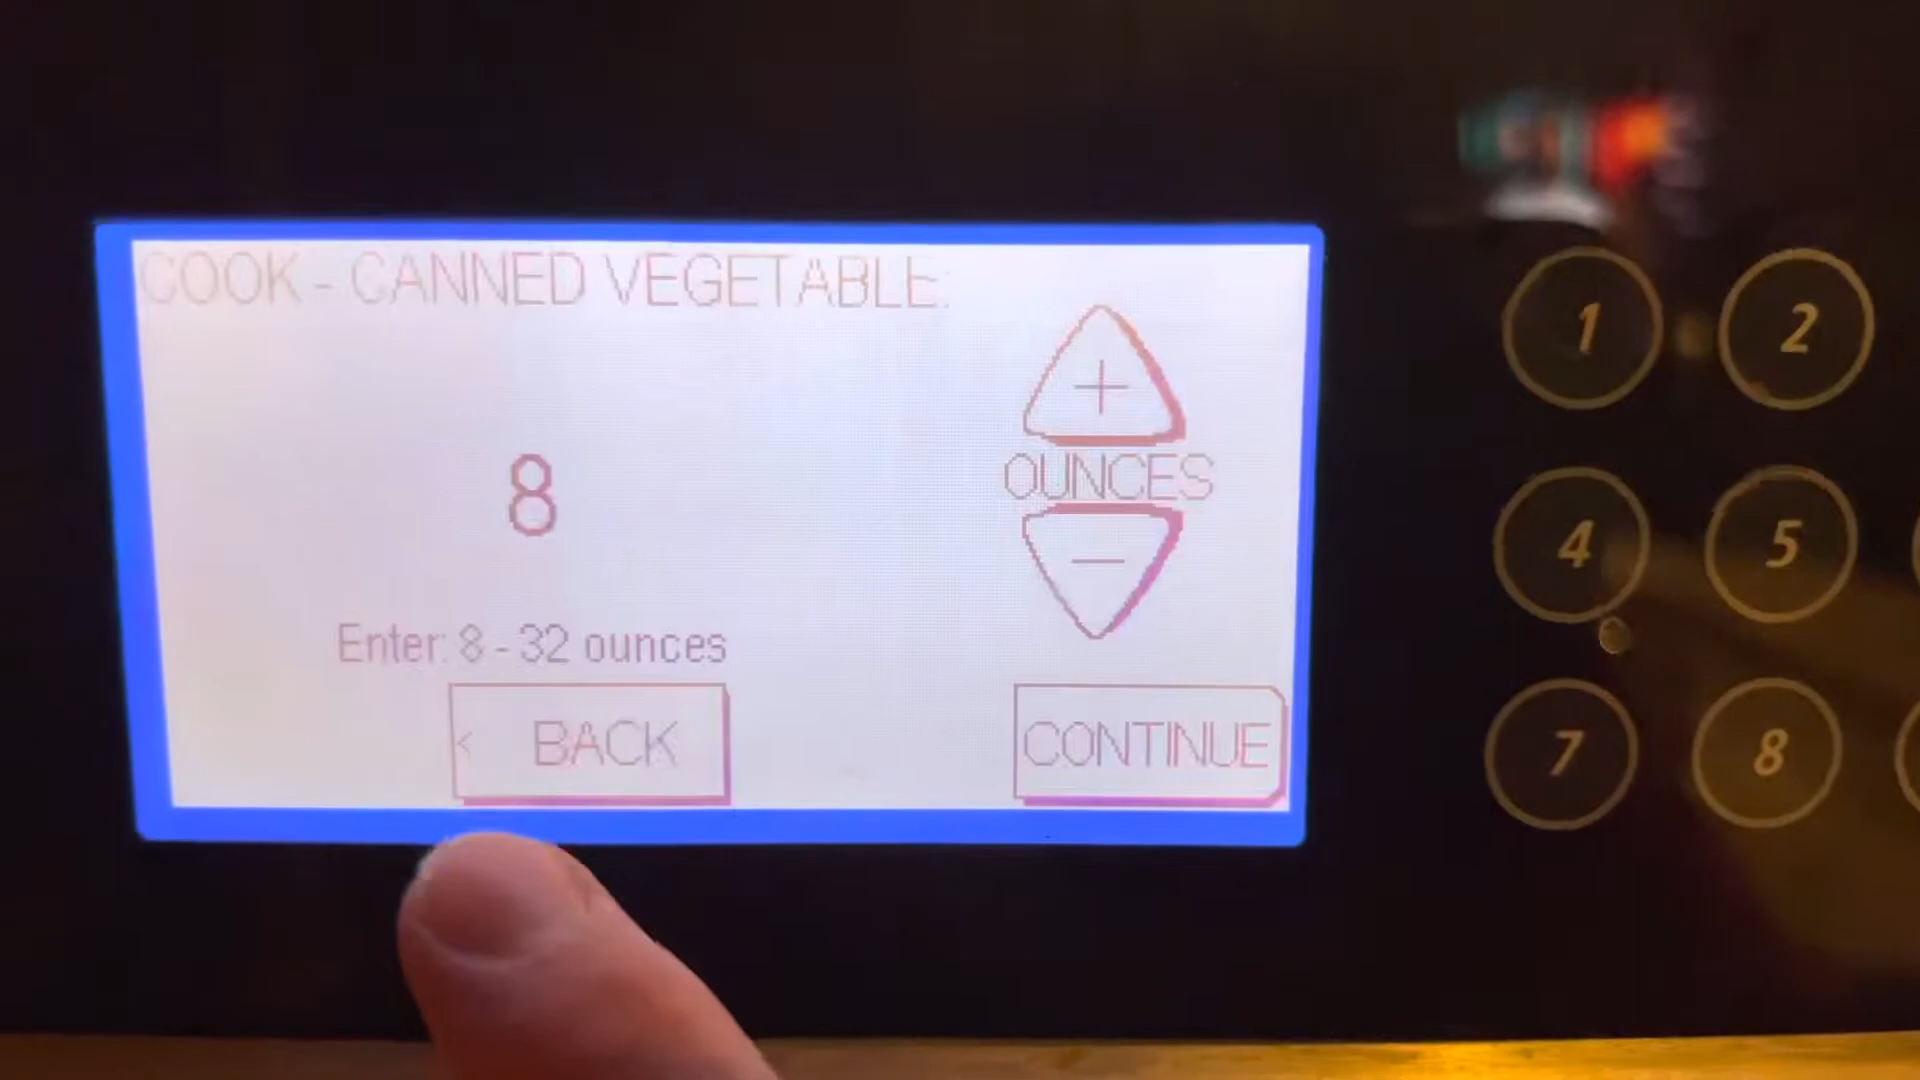 COOK - CANNED VEGETABLE:
8
Enter: 8 - 32 ounces
+
OUNCES
-
< BACK
CONTINUE
1 2
4 5
7 8